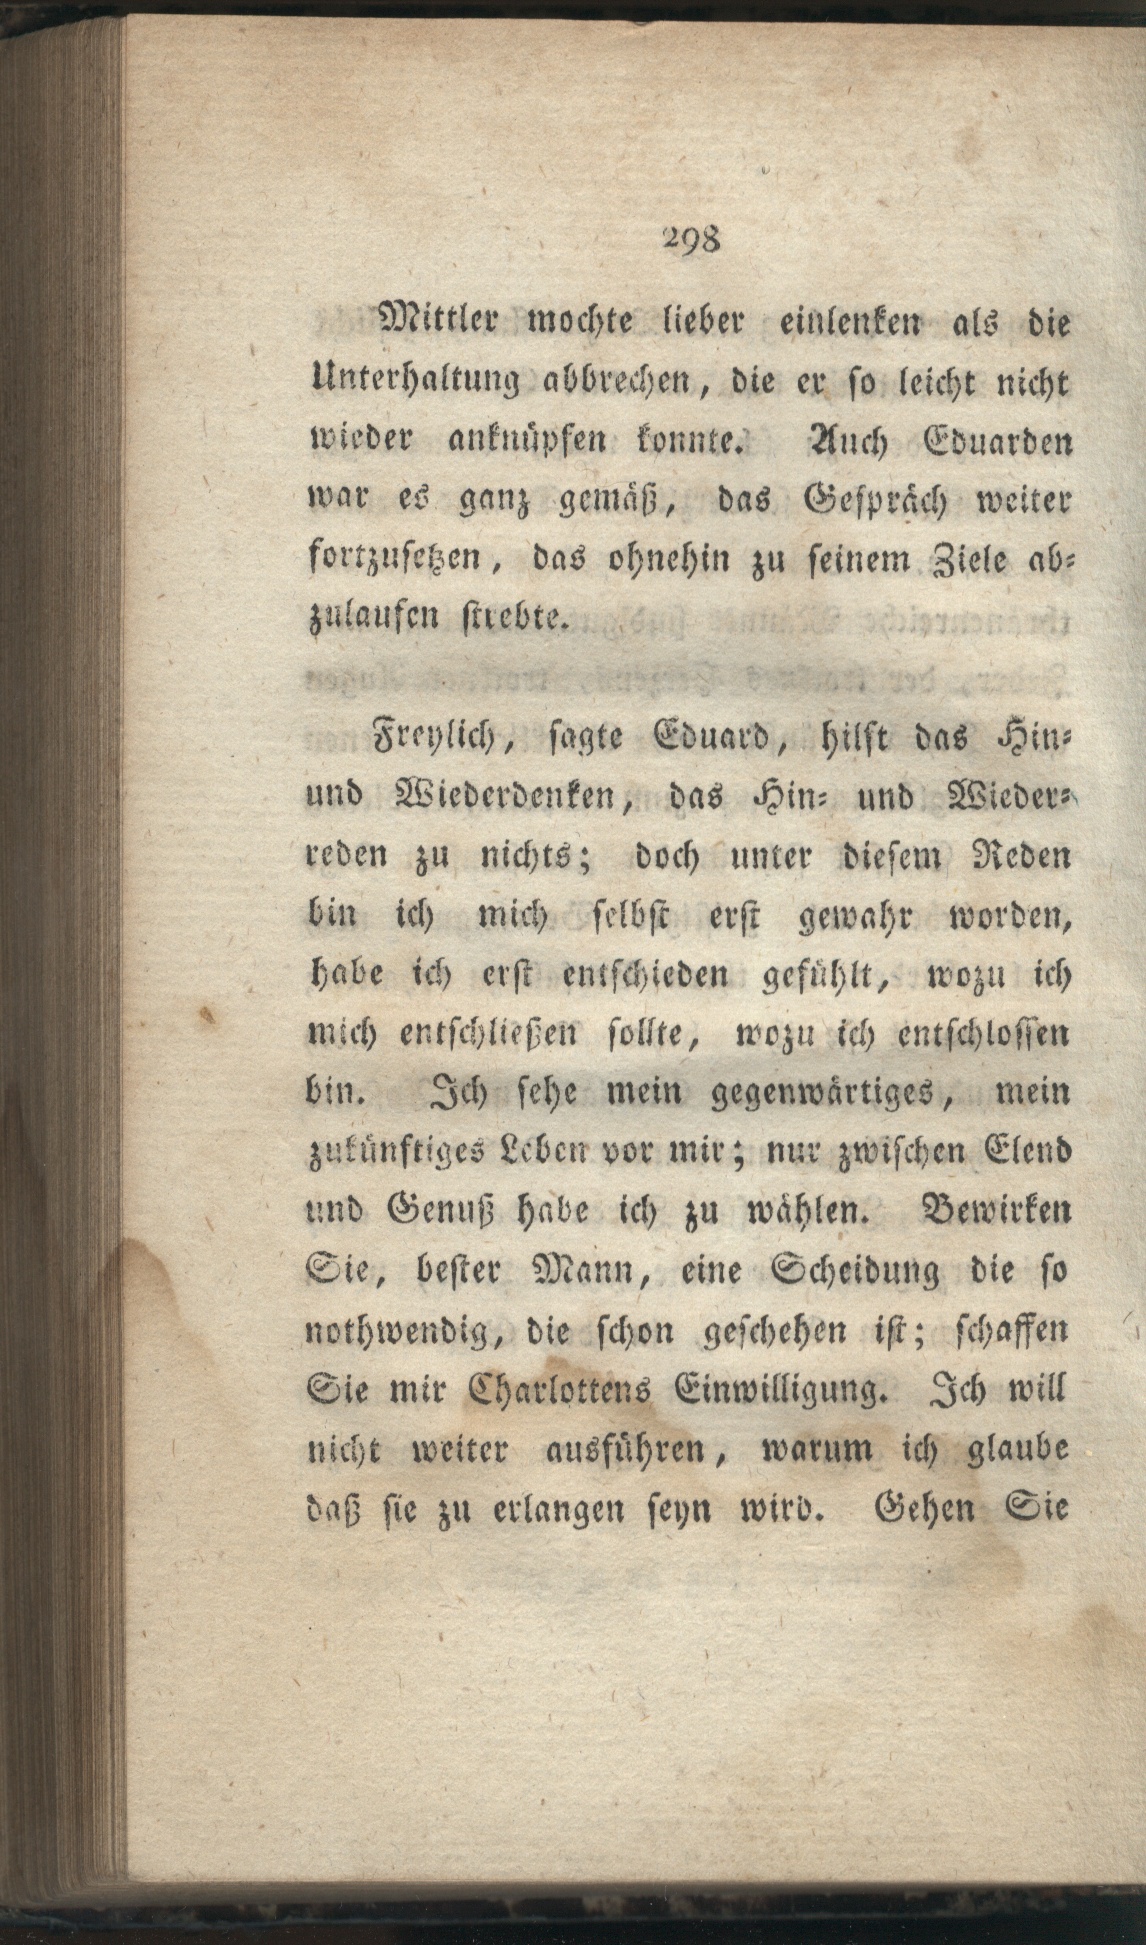 298
Mittler mochte lieber einlenken als die
Unterhaltung abbrechen, die er so leicht nicht
wieder anknüpfen konnte. Auch Eduarden
war es ganz gemäß, das Gespräch weiter
fortzusetzen, das ohnehin zu seinem Ziele ab-
zulaufen strebte.
Freylich, sagte Eduard, hilft das Hin-
und Wiederdenken, das Hin- und Wieder-
reden zu nichts; doch unter diesem Reden
bin ich mich selbst erst gewahr worden,
habe ich erst entschieden gefühlt, wozu ich
mich entschließen sollte, wozu ich entschlossen
bin. Ich sehe mein gegenwärtiges, mein
zukünftiges Leben vor mir; nur zwischen Elend
und Genuß habe ich zu wählen. Bewirken
Sie, bester Mann, eine Scheidung die so
nothwendig, die schon geschehen ist; schaffen
Sie mir Charlottens Einwilligung. Ich will
nicht weiter ausführen, warum ich glaube
daß sie zu erlangen seyn wird. Gehen Sie